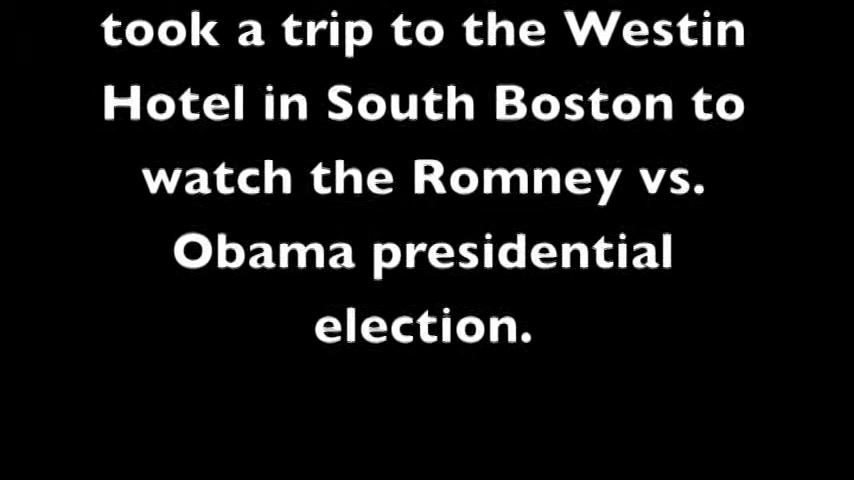 took a trip to the Westin
Hotel in South Boston to
watch the Romney vs.
Obama presidential
election.